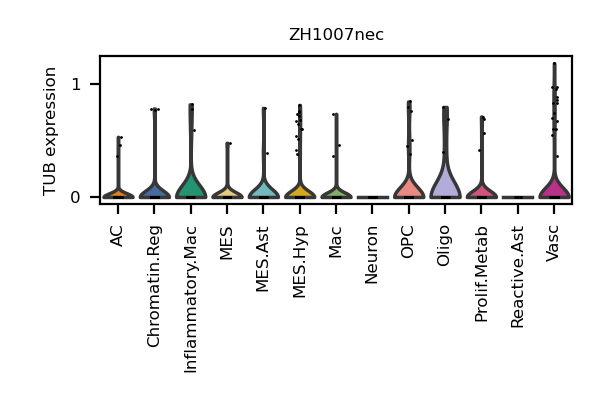 ZH1007nec
TUB expression
1
0
AC
Chromatin.Reg
Inflammatory.Mac
MES
MES.Ast
MES.Hyp
Mac
Neuron
OPC
Oligo
Prolif.Metab
Reactive.Ast
Vasc